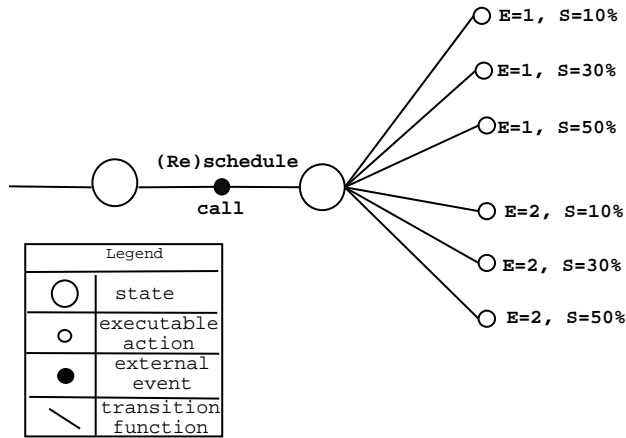 E=1, S=10%
E=1, S=30%
E=1, S=50%
(Re)schedule
call
E=2, S=10%
E=2, S=30%
E=2, S=50%
Legend
state
executable
action
external
event
transition
function